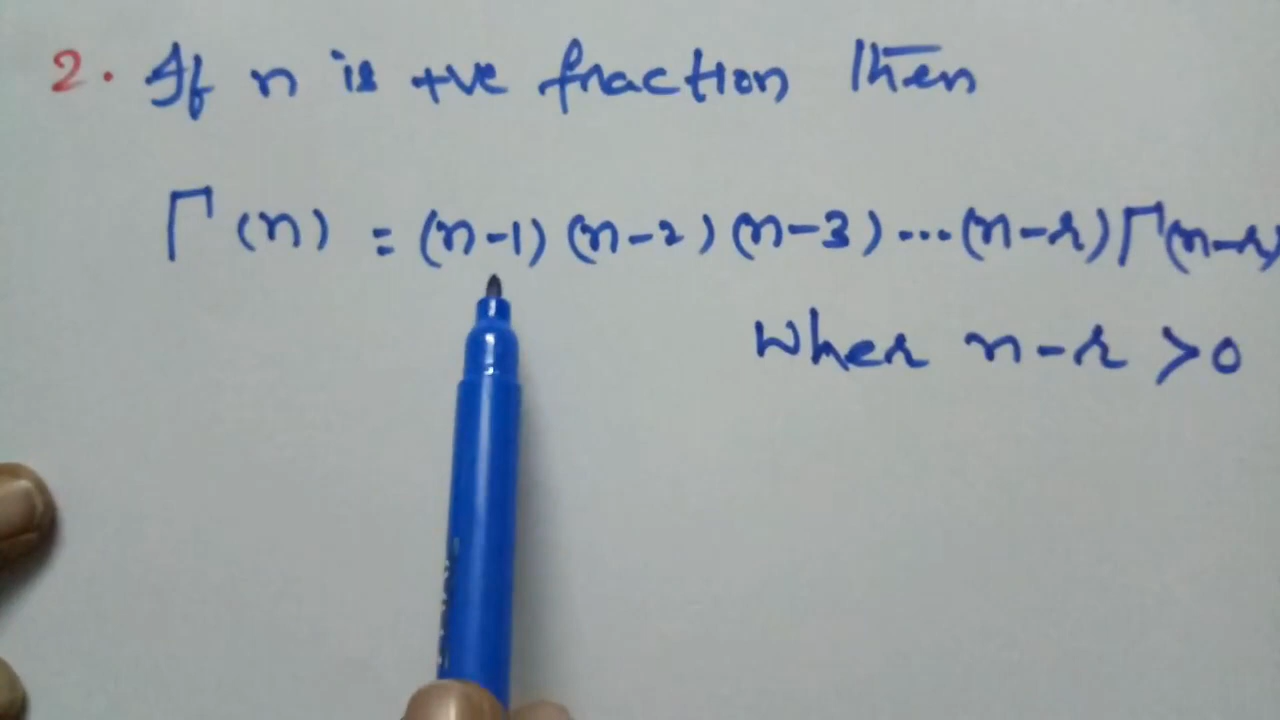 2. If n is +ve fraction then
Γ(n) = (n-1)(n-2)(n-3)...(n-r)Γ(n-r)
When n-r >0